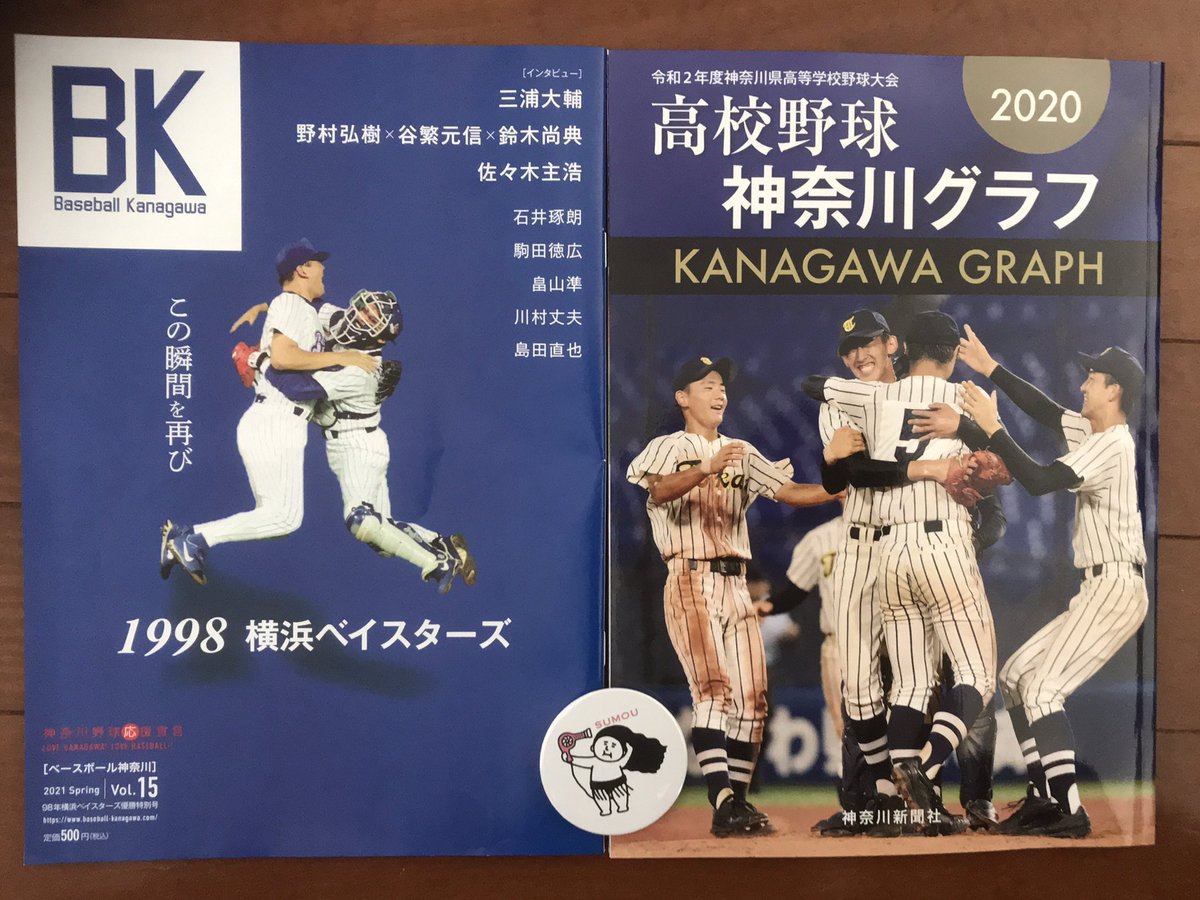 BK
Baseball Kanagawa
[インタビュー]
三浦大輔
野村弘樹×谷繁元信×鈴木尚典
佐々木主浩
石井琢朗
駒田徳広
畠山準
川村丈夫
島田直也
この瞬間を再び
1998 横浜ベイスターズ
神奈川野球応援宣言
LOVE KANAGAWA! LOVE BASEBALL!
[ベースボール神奈川]
2021 Spring Vol.15
98年横浜ベイスターズ優勝特別号
https://www.baseball-kanagawa.com/
定価500円(税込)
令和2年度神奈川県高等学校野球大会
2020
高校野球
神奈川グラフ
KANAGAWA GRAPH
5
神奈川新聞社
SUMOU